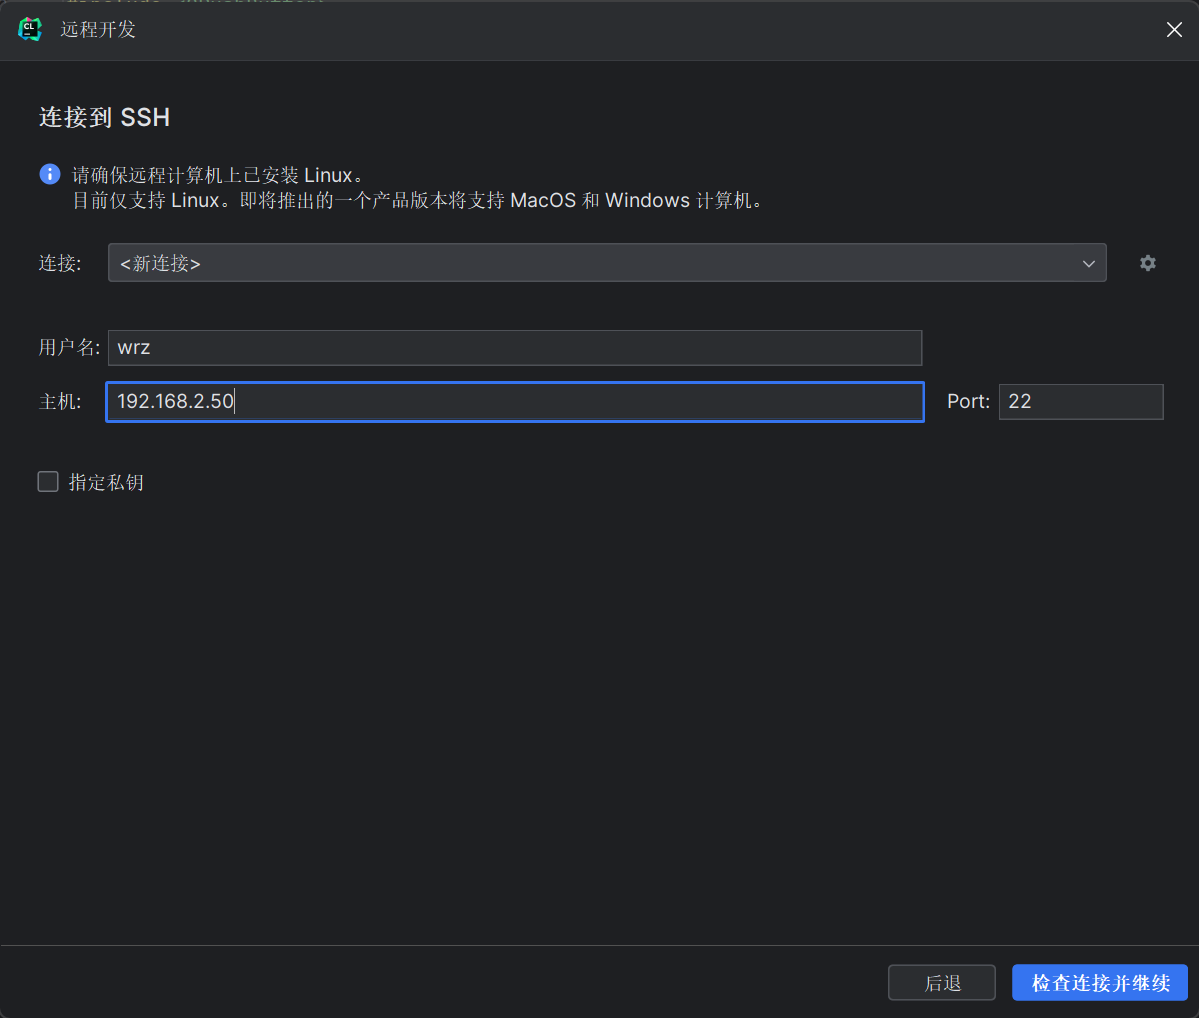 远程开发
连接到 SSH
请确保远程计算机上已安装 Linux。
目前仅支持 Linux。即将推出的一个产品版本将支持 MacOS 和 Windows 计算机。
连接: <新连接>
用户名: wrz
主机: 192.168.2.50 Port: 22
指定私钥
后退 检查连接并继续